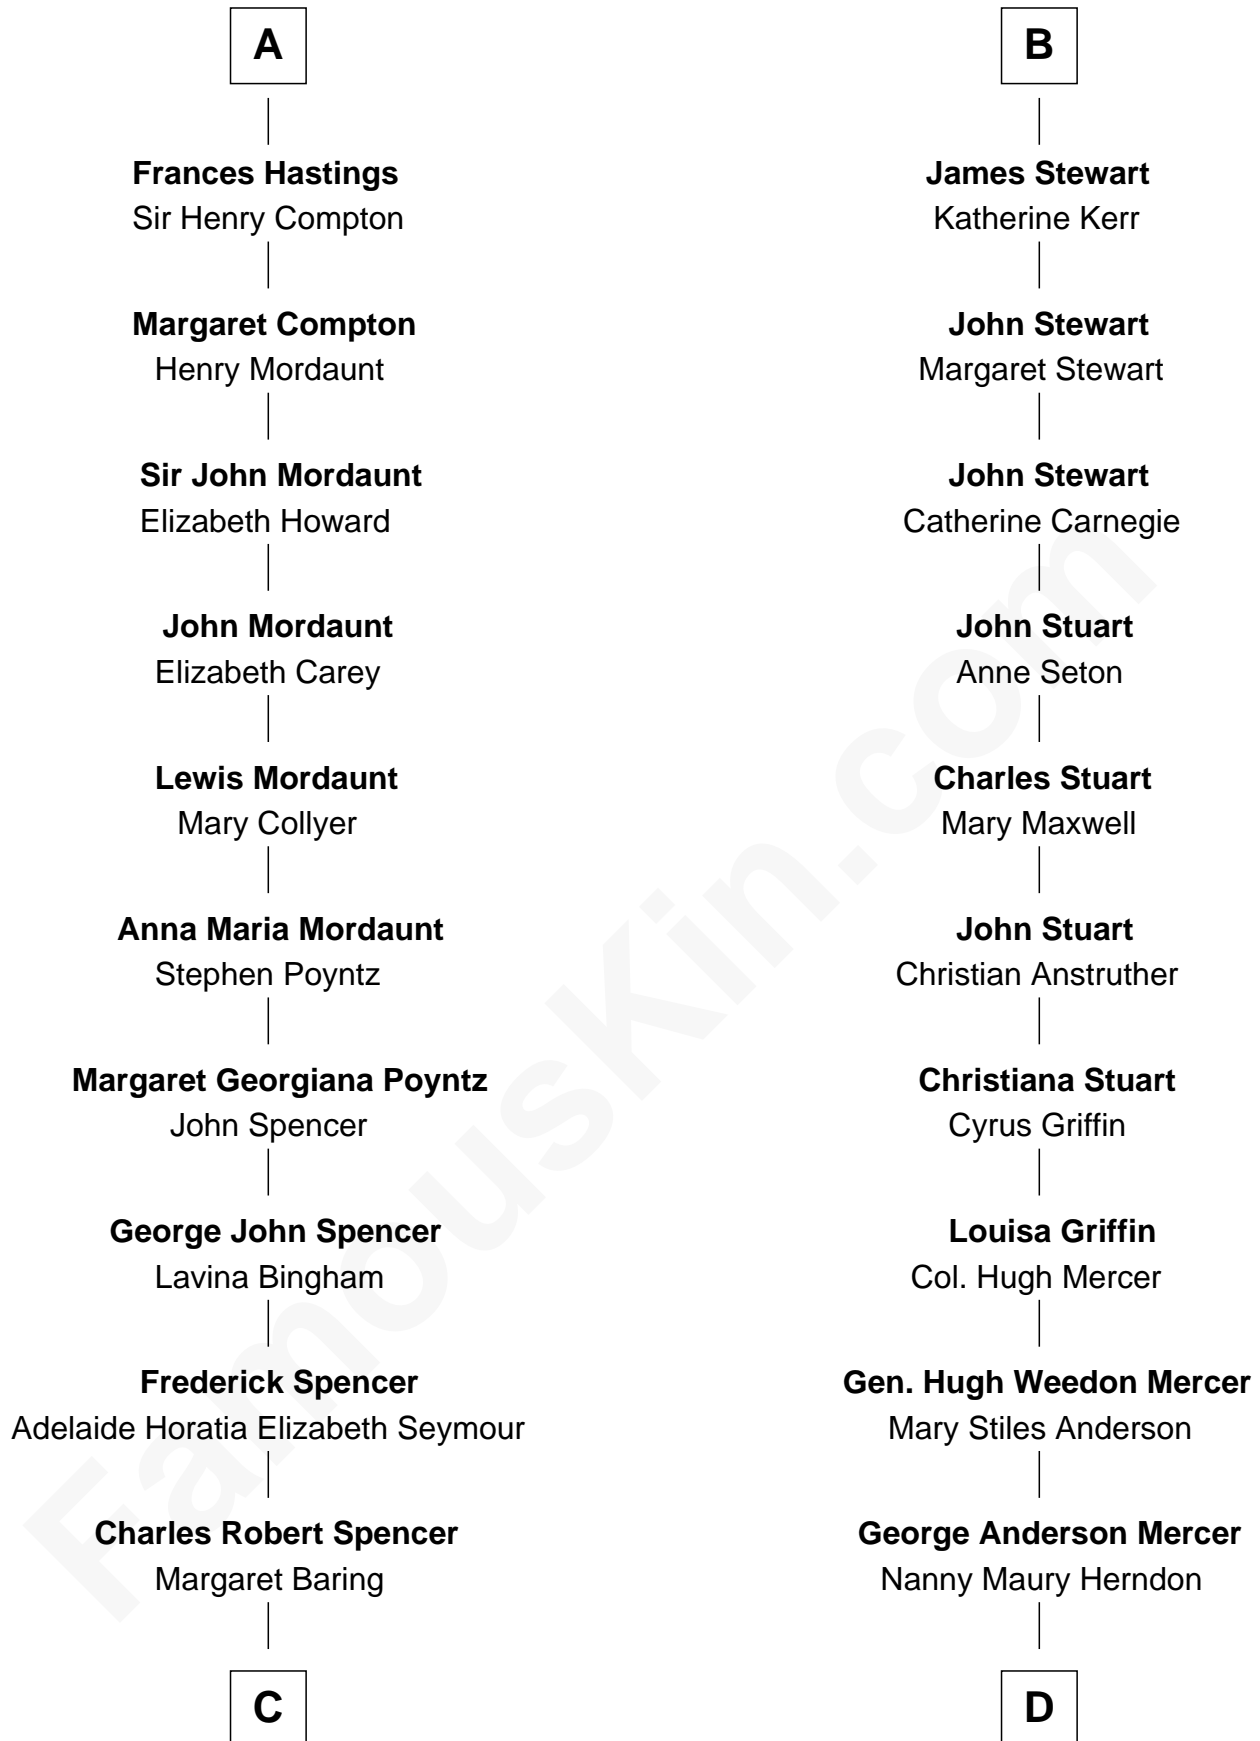 A
Frances Hastings
Sir Henry Compton
Margaret Compton
Henry Mordaunt
Sir John Mordaunt
Elizabeth Howard
John Mordaunt
Elizabeth Carey
Lewis Mordaunt
Mary Collyer
Anna Maria Mordaunt
Stephen Poyntz
Margaret Georgiana Poyntz
John Spencer
George John Spencer
Lavina Bingham
Frederick Spencer
Adelaide Horatia Elizabeth Seymour
Charles Robert Spencer
Margaret Baring
C
B
James Stewart
Katherine Kerr
John Stewart
Margaret Stewart
John Stewart
Catherine Carnegie
John Stuart
Anne Seton
Charles Stuart
Mary Maxwell
John Stuart
Christian Anstruther
Christiana Stuart
Cyrus Griffin
Louisa Griffin
Col. Hugh Mercer
Gen. Hugh Weedon Mercer
Mary Stiles Anderson
George Anderson Mercer
Nanny Maury Herndon
D
FamousKin.com